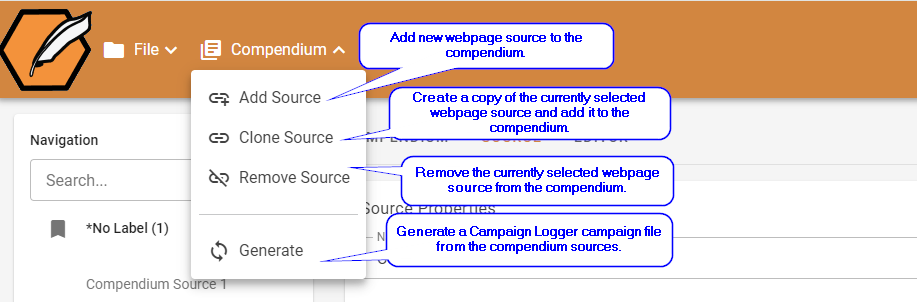 File
Compendium
Add new webpage source to the
compendium.
Add Source
Create a copy of the currently selected
webpage source and add it to the
compendium.
Clone Source
Navigation
Search...
Remove Source
Remove the currently selected webpage
source from the compendium.
Source Properties
*No Label (1)
Generate
Generate a Campaign Logger campaign file
from the compendium sources.
Compendium Source 1